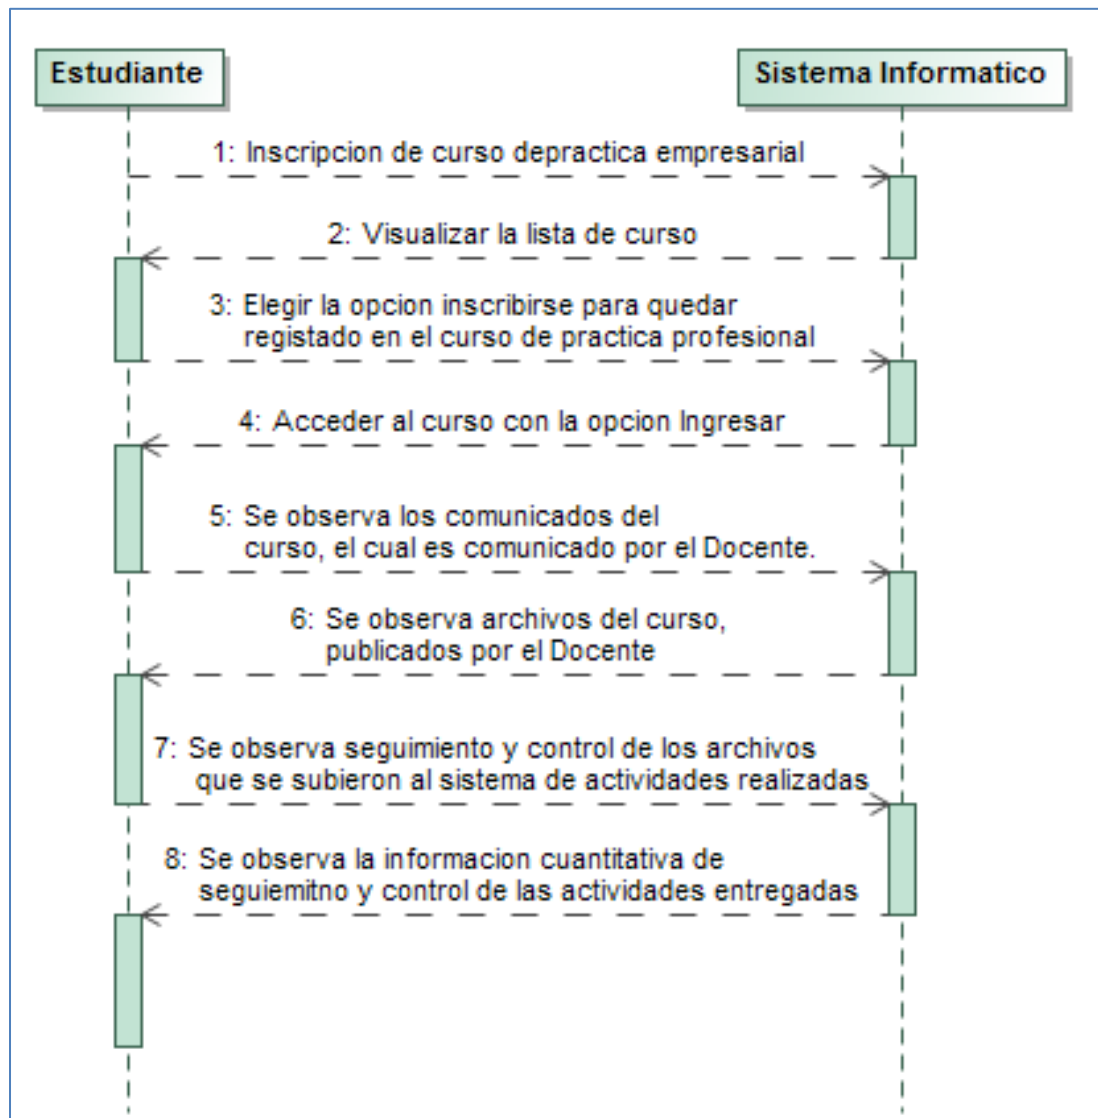 Estudiante
Sistema Informatico
1: Inscripcion de curso depractica empresarial
2: Visualizar la lista de curso
3: Elegir la opcion inscribirse para quedar
registado en el curso de practica profesional
4: Acceder al curso con la opcion Ingresar
5: Se observa los comunicados del
curso, el cual es comunicado por el Docente.
6: Se observa archivos del curso,
publicados por el Docente
7: Se observa seguimiento y control de los archivos
que se subieron al sistema de actividades realizadas
8: Se observa la informacion cuantitativa de
seguiemitno y control de las actividades entregadas